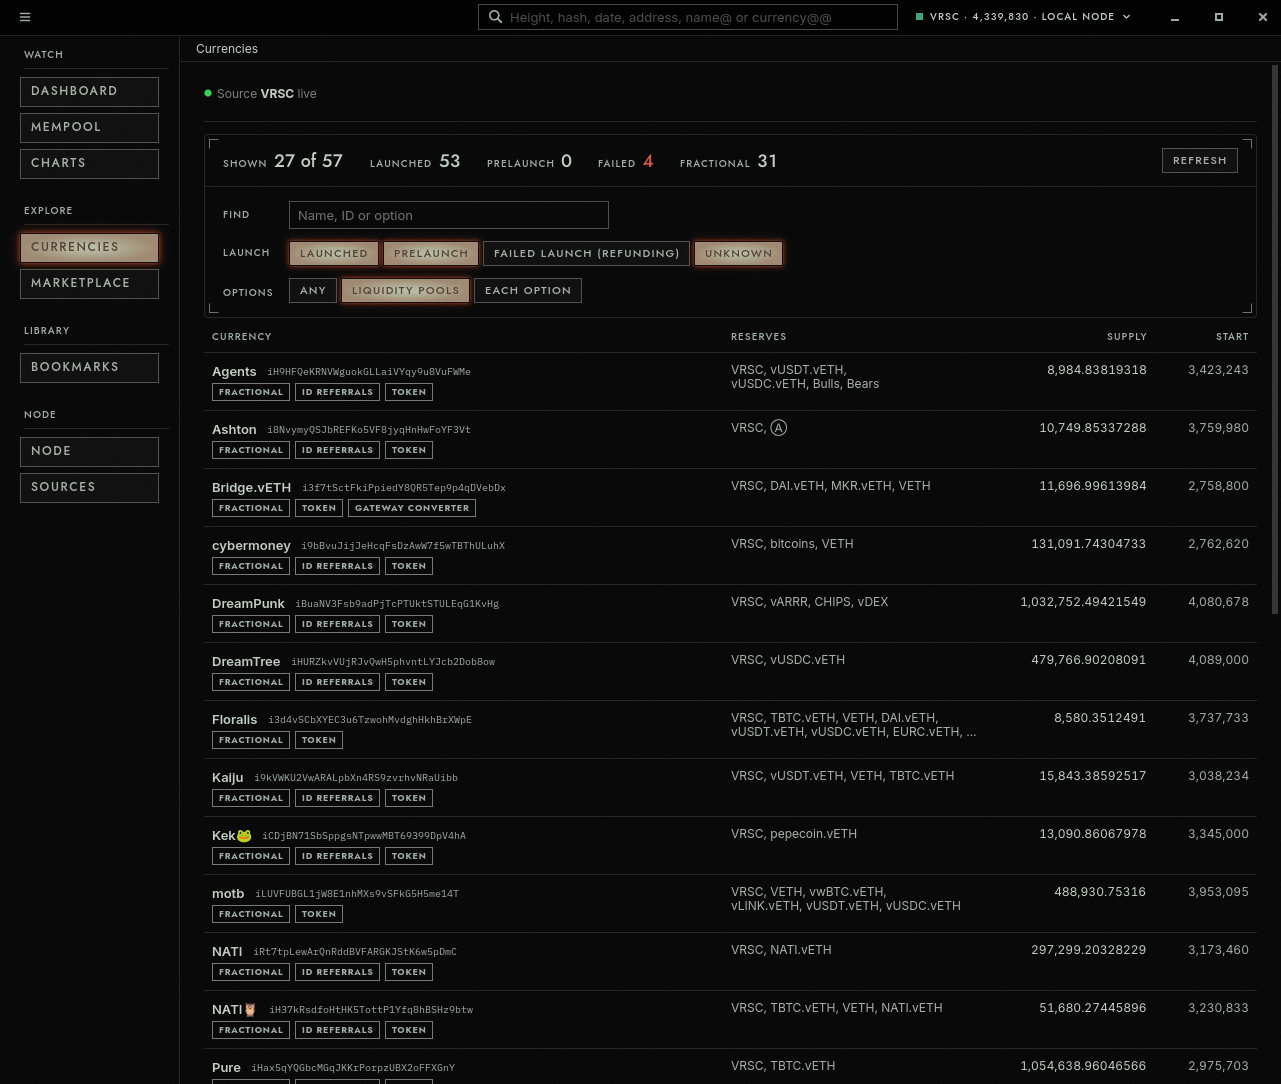 Height, hash, date, address, name@ or currency@@
VRSC · 4,339,830 · LOCAL NODE
WATCH
DASHBOARD
MEMPOOL
CHARTS
EXPLORE
CURRENCIES
MARKETPLACE
LIBRARY
BOOKMARKS
NODE
NODE
SOURCES
Currencies
Source VRSC live
SHOWN 27 of 57 LAUNCHED 53 PRELAUNCH 0 FAILED 4 FRACTIONAL 31 REFRESH
FIND Name, ID or option
LAUNCH LAUNCHED PRELAUNCH FAILED LAUNCH (REFUNDING) UNKNOWN
OPTIONS ANY LIQUIDITY POOLS EACH OPTION
CURRENCY RESERVES SUPPLY START
Agents iH9HFQeKRNVWguokGLLaiVYqy9u8VuFWMe VRSC, vUSDT.vETH, 8,984.83819318 3,423,243
vUSDC.vETH, Bulls, Bears
FRACTIONAL ID REFERRALS TOKEN
Ashton i8NvymyQSJbREFKo5VF8jyqHnHwFoYF3Vt VRSC, Ⓐ 10,749.85337288 3,759,980
FRACTIONAL ID REFERRALS TOKEN
Bridge.vETH i3f7tSctFkiPpiedY8QR5Tep9p4qDVebDx VRSC, DAI.vETH, MKR.vETH, VETH 11,696.99613984 2,758,800
FRACTIONAL TOKEN GATEWAY CONVERTER
cybermoney i9bBvuJijJeHcqFsDzAwW7f5wTBThULuhX VRSC, bitcoins, VETH 131,091.74304733 2,762,620
FRACTIONAL ID REFERRALS TOKEN
DreamPunk iBuaNV3Fsb9adPjTcPTUktSTULEqG1KvHg VRSC, vARRR, CHIPS, vDEX 1,032,752.49421549 4,080,678
FRACTIONAL ID REFERRALS TOKEN
DreamTree iHURZkvVUjRJvQwH5phvntLYJcb2Dob8ow VRSC, vUSDC.vETH 479,766.90208091 4,089,000
FRACTIONAL ID REFERRALS TOKEN
Floralis i3d4vSCbXYEC3u6TzwohMvdghHkhBrXWpE VRSC, TBTC.vETH, VETH, DAI.vETH, 8,580.3512491 3,737,733
vUSDT.vETH, vUSDC.vETH, EURC.vETH, ...
FRACTIONAL TOKEN
Kaiju i9kVWKU2VwARALpbXn4RS9zvrhvNRaUibb VRSC, vUSDT.vETH, VETH, TBTC.vETH 15,843.38592517 3,038,234
FRACTIONAL ID REFERRALS TOKEN
Kek🐸 iCDjBN71SbSppgsNTpwwMBT69399DpV4hA VRSC, pepecoin.vETH 13,090.86067978 3,345,000
FRACTIONAL ID REFERRALS TOKEN
motb iLUVFUBGL1jW8E1nhMXs9vSFkG5H5me14T VRSC, VETH, vwBTC.vETH, 488,930.75316 3,953,095
vLINK.vETH, vUSDT.vETH, vUSDC.vETH
FRACTIONAL TOKEN
NATI iRt7tpLewArQnRddBVFARGKJStK6w5pDmC VRSC, NATI.vETH 297,299.20328229 3,173,460
FRACTIONAL ID REFERRALS TOKEN
NATI🦉 iH37kRsdfoHtHK5TottP1Yfq8hBSHz9btw VRSC, TBTC.vETH, VETH, NATI.vETH 51,680.27445896 3,230,833
FRACTIONAL ID REFERRALS TOKEN
Pure iHax5qYQGbcMGqJKKrPorpzUBX2oFFXGnY VRSC, TBTC.vETH 1,054,638.96046566 2,975,703